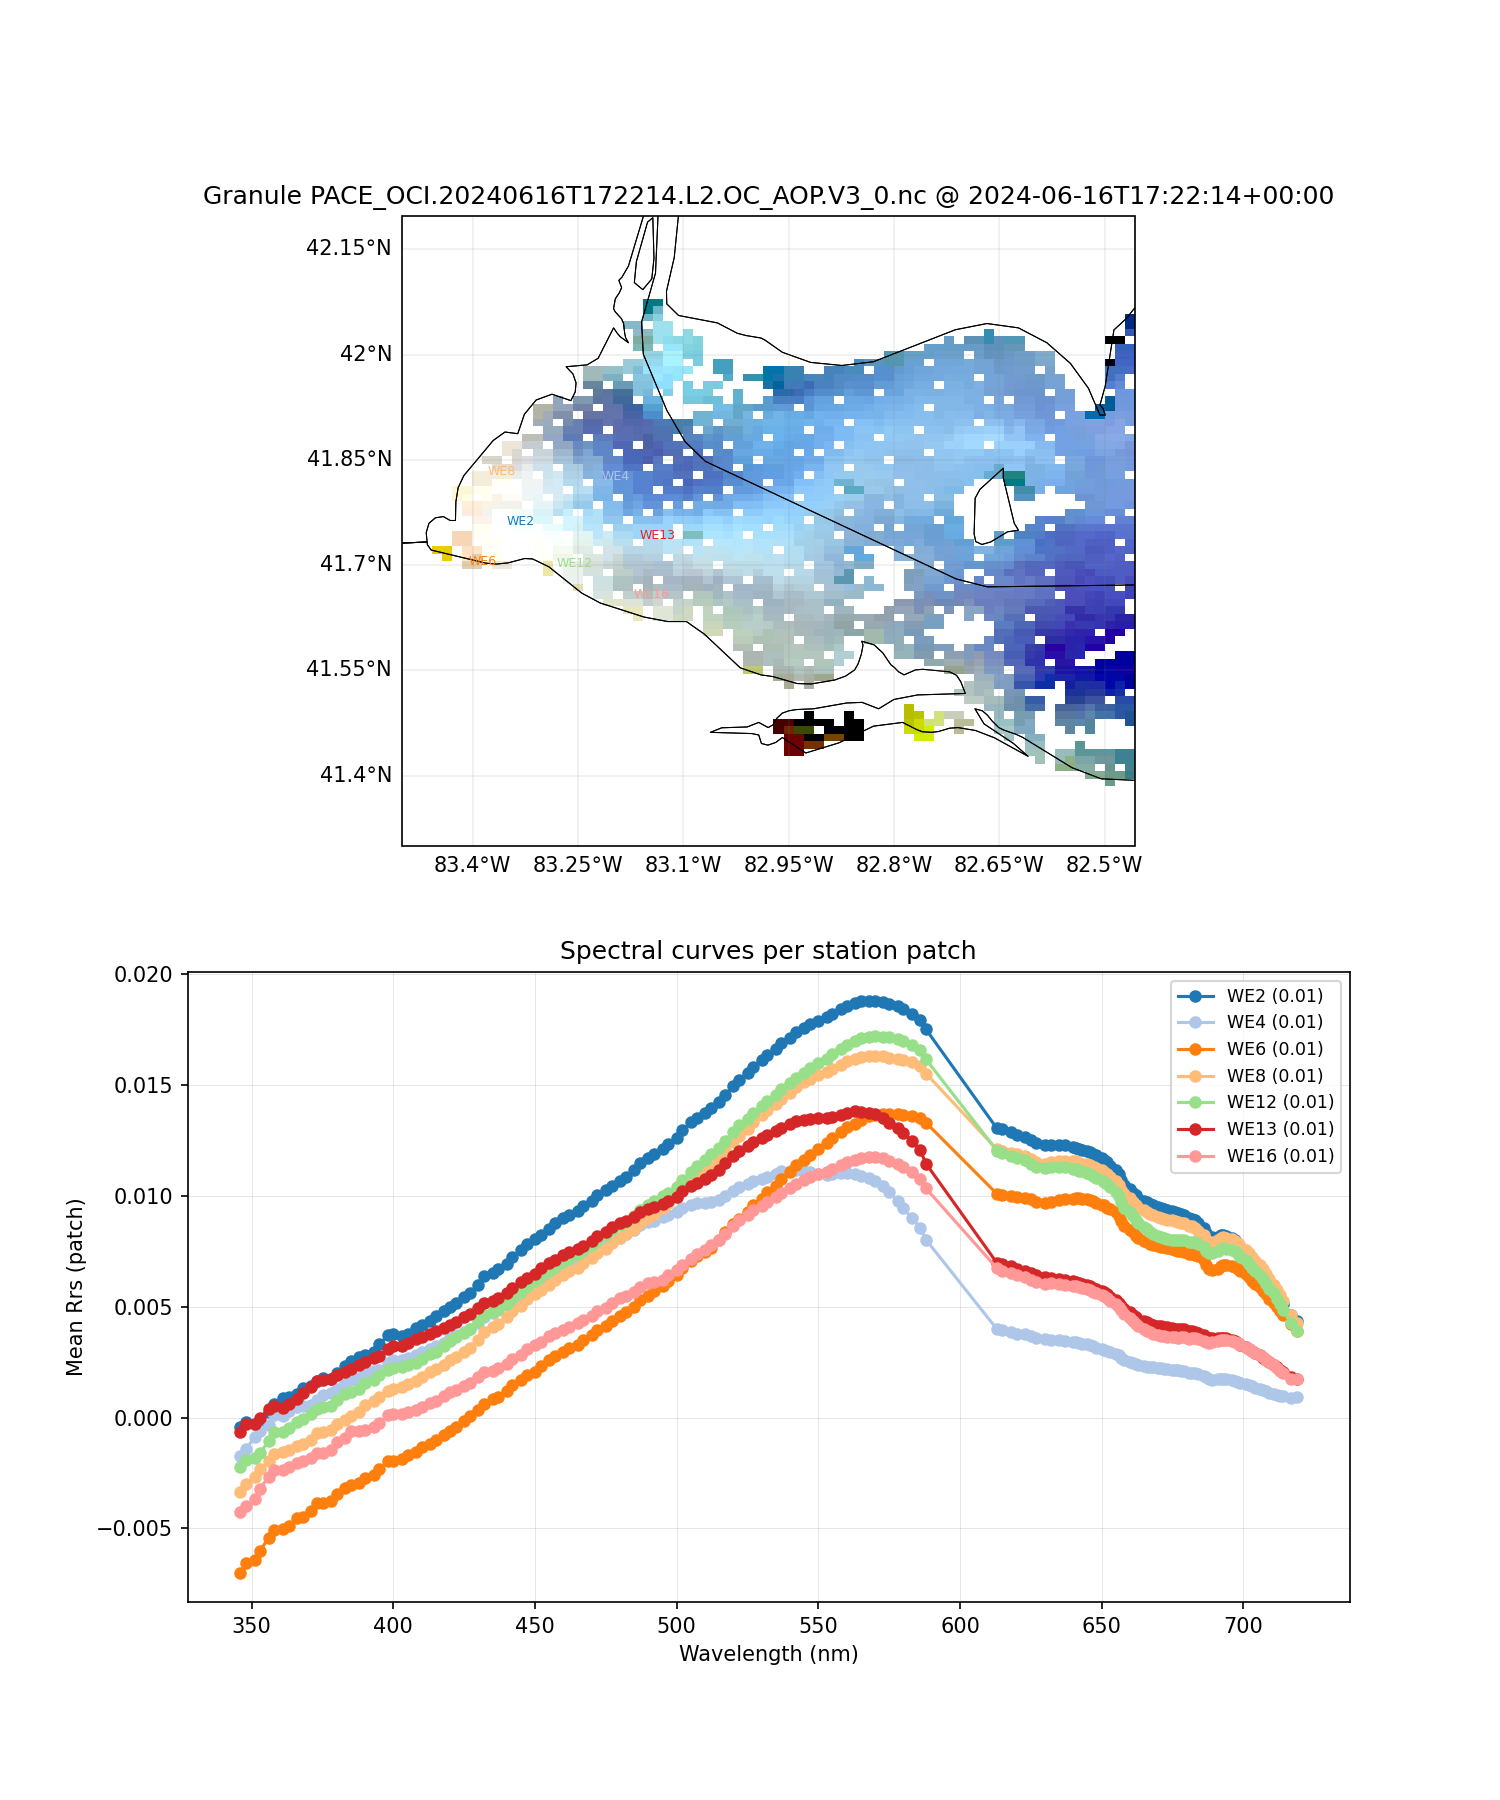 Granule PACE_OCI.20240616T172214.L2.OC_AOP.V3_0.nc @ 2024-06-16T17:22:14+00:00
42.15°N
42°N
41.85°N
41.7°N
41.55°N
41.4°N
WE8
WE4
WE2
WE13
WE6
WE12
WE16
83.4°W 83.25°W 83.1°W 82.95°W 82.8°W 82.65°W 82.5°W
Spectral curves per station patch
0.020
0.015
0.010
0.005
0.000
−0.005
Mean Rrs (patch)
WE2 (0.01)
WE4 (0.01)
WE6 (0.01)
WE8 (0.01)
WE12 (0.01)
WE13 (0.01)
WE16 (0.01)
350 400 450 500 550 600 650 700
Wavelength (nm)